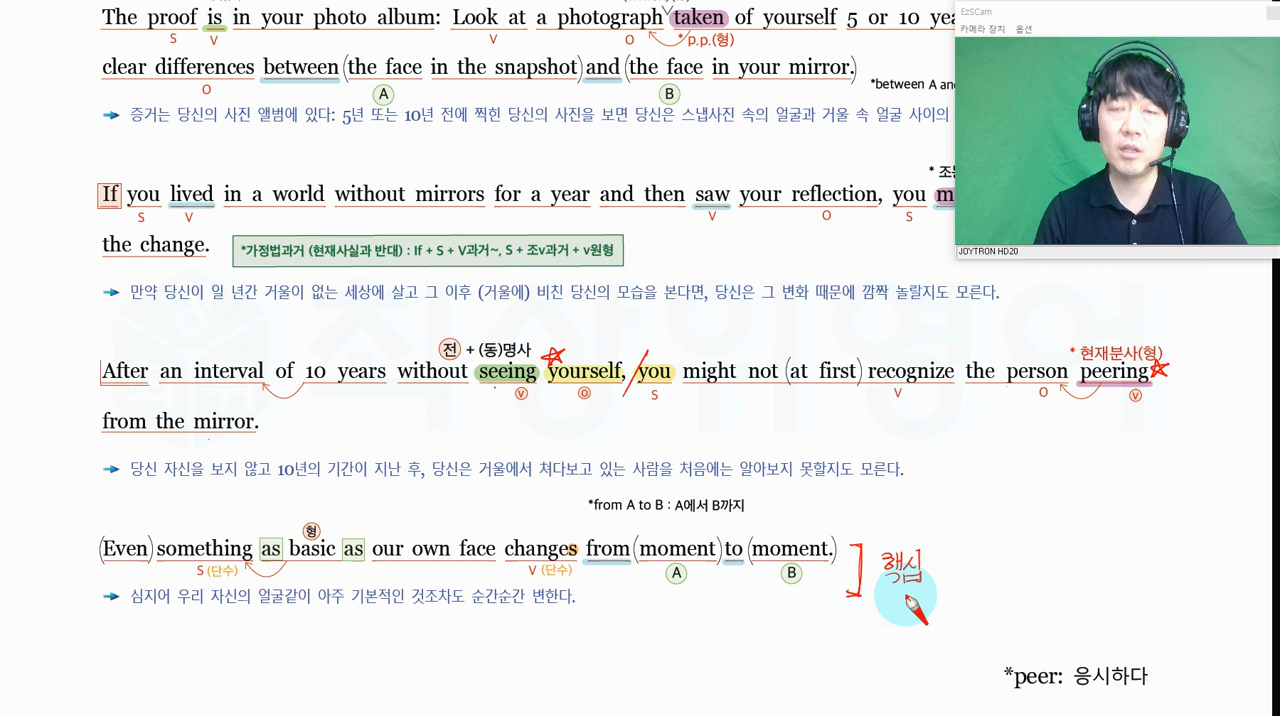 The proof is in your photo album: Look at a photograph taken of yourself 5 or 10
S V V O * p.p.(형)
clear differences between (the face in the snapshot) and (the face in your mirror.)
O A B *between A and
증거는 당신의 사진 앨범에 있다: 5년 또는 10년 전에 찍힌 당신의 사진을 보면 당신은 스냅사진 속의 얼굴과 거울 속 얼굴 사이의
EzSCam
카메라 장치 옵션
JOYTRON HD20
If you lived in a world without mirrors for a year and then saw your reflection, you
S V V O S
the change.
*가정법과거 (현재사실과 반대) : If + S + V과거~, S + 조v과거 + v원형
만약 당신이 일 년간 거울이 없는 세상에 살고 그 이후 (거울에) 비친 당신의 모습을 본다면, 당신은 그 변화 때문에 깜짝 놀랄지도 모른다.
전 + (동)명사 * 현재분사(형)
After an interval of 10 years without seeing yourself, you might not (at first) recognize the person peering
v o S V O v
from the mirror.
당신 자신을 보지 않고 10년의 기간이 지난 후, 당신은 거울에서 쳐다보고 있는 사람을 처음에는 알아보지 못할지도 모른다.
*from A to B : A에서 B까지
형
(Even) something as basic as our own face changes from (moment) to (moment.) 핵심
S (단수) V (단수) A B
심지어 우리 자신의 얼굴같이 아주 기본적인 것조차도 순간순간 변한다.
*peer: 응시하다